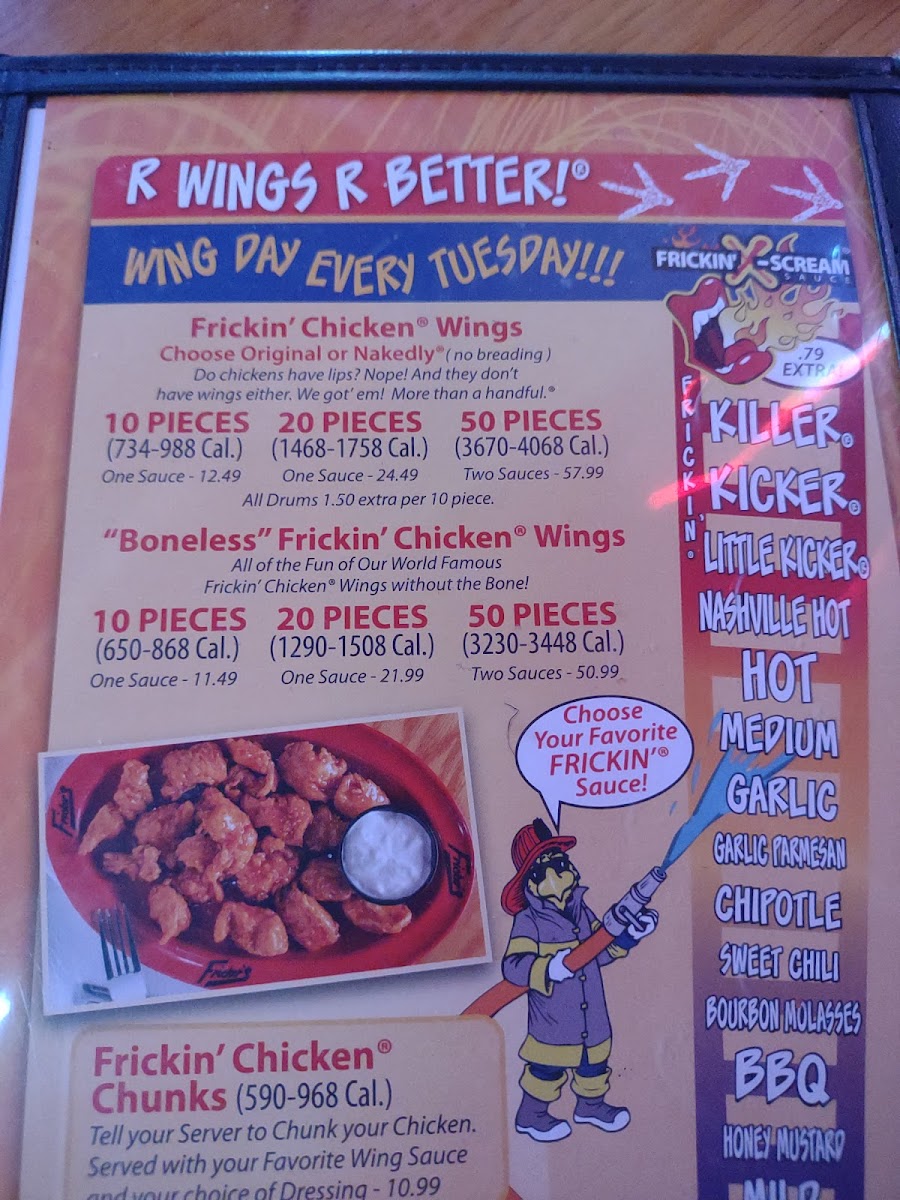 R WINGS R BETTER!®
WING DAY EVERY TUESDAY!!!
FRICKIN' X-SCREAM
SAUCE
.79
EXTRA!
Frickin' Chicken® Wings
Choose Original or Nakedly® ( no breading )
Do chickens have lips? Nope! And they don't
have wings either. We got' em! More than a handful.®
10 PIECES 20 PIECES 50 PIECES
(734-988 Cal.) (1468-1758 Cal.) (3670-4068 Cal.)
One Sauce - 12.49 One Sauce - 24.49 Two Sauces - 57.99
All Drums 1.50 extra per 10 piece.
"Boneless" Frickin' Chicken® Wings
All of the Fun of Our World Famous
Frickin' Chicken® Wings without the Bone!
10 PIECES 20 PIECES 50 PIECES
(650-868 Cal.) (1290-1508 Cal.) (3230-3448 Cal.)
One Sauce - 11.49 One Sauce - 21.99 Two Sauces - 50.99
FRICKIN'®
KILLER®
KICKER®
LITTLE KICKER®
NASHVILLE HOT
HOT
MEDIUM
GARLIC
GARLIC PARMESAN
CHIPOTLE
SWEET CHILI
BOURBON MOLASSES
BBQ
HONEY MUSTARD
MILD
Choose
Your Favorite
FRICKIN'®
Sauce!
Fricker's
Fricker's
Fricker's
Frickin' Chicken®
Chunks (590-968 Cal.)
Tell your Server to Chunk your Chicken.
Served with your Favorite Wing Sauce
and your choice of Dressing - 10.99